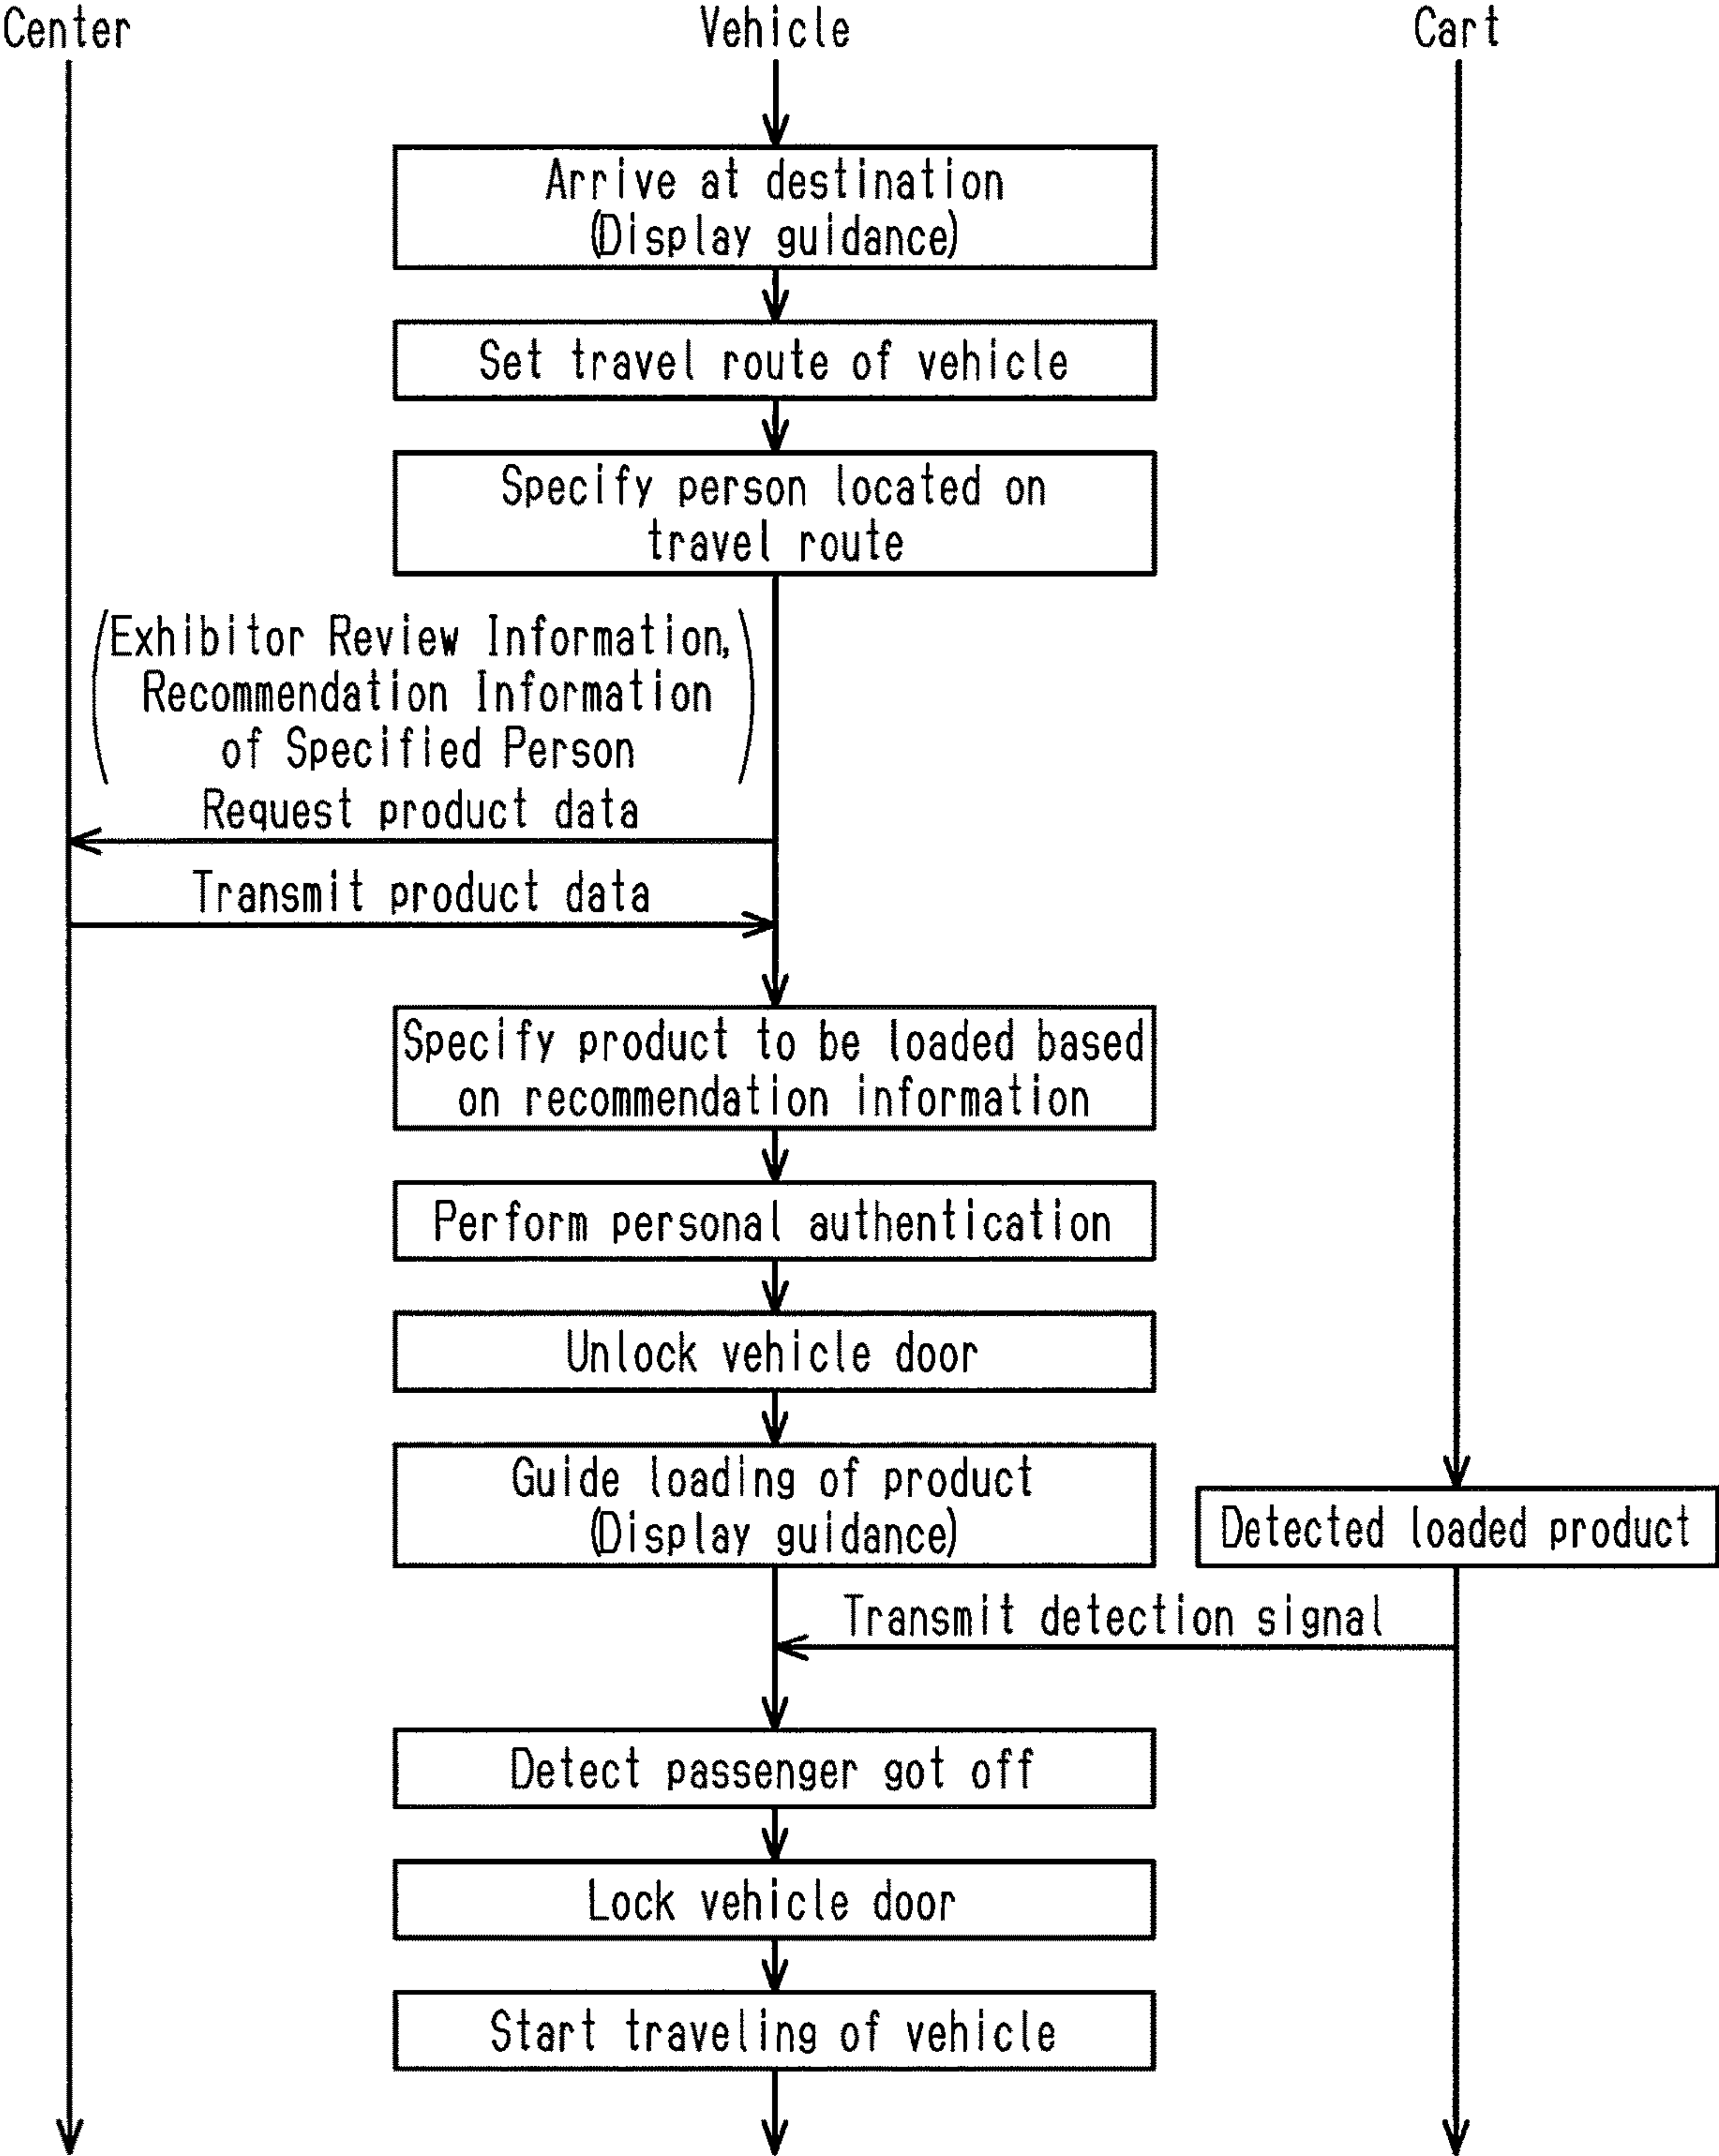 Center
Vehicle
Cart
Arrive at destination
(Display guidance)
Set travel route of vehicle
Specify person located on
travel route
(Exhibitor Review Information,
Recommendation Information
of Specified Person)
Request product data
Transmit product data
Specify product to be loaded based
on recommendation information
Perform personal authentication
Unlock vehicle door
Guide loading of product
(Display guidance)
Detected loaded product
Transmit detection signal
Detect passenger got off
Lock vehicle door
Start traveling of vehicle